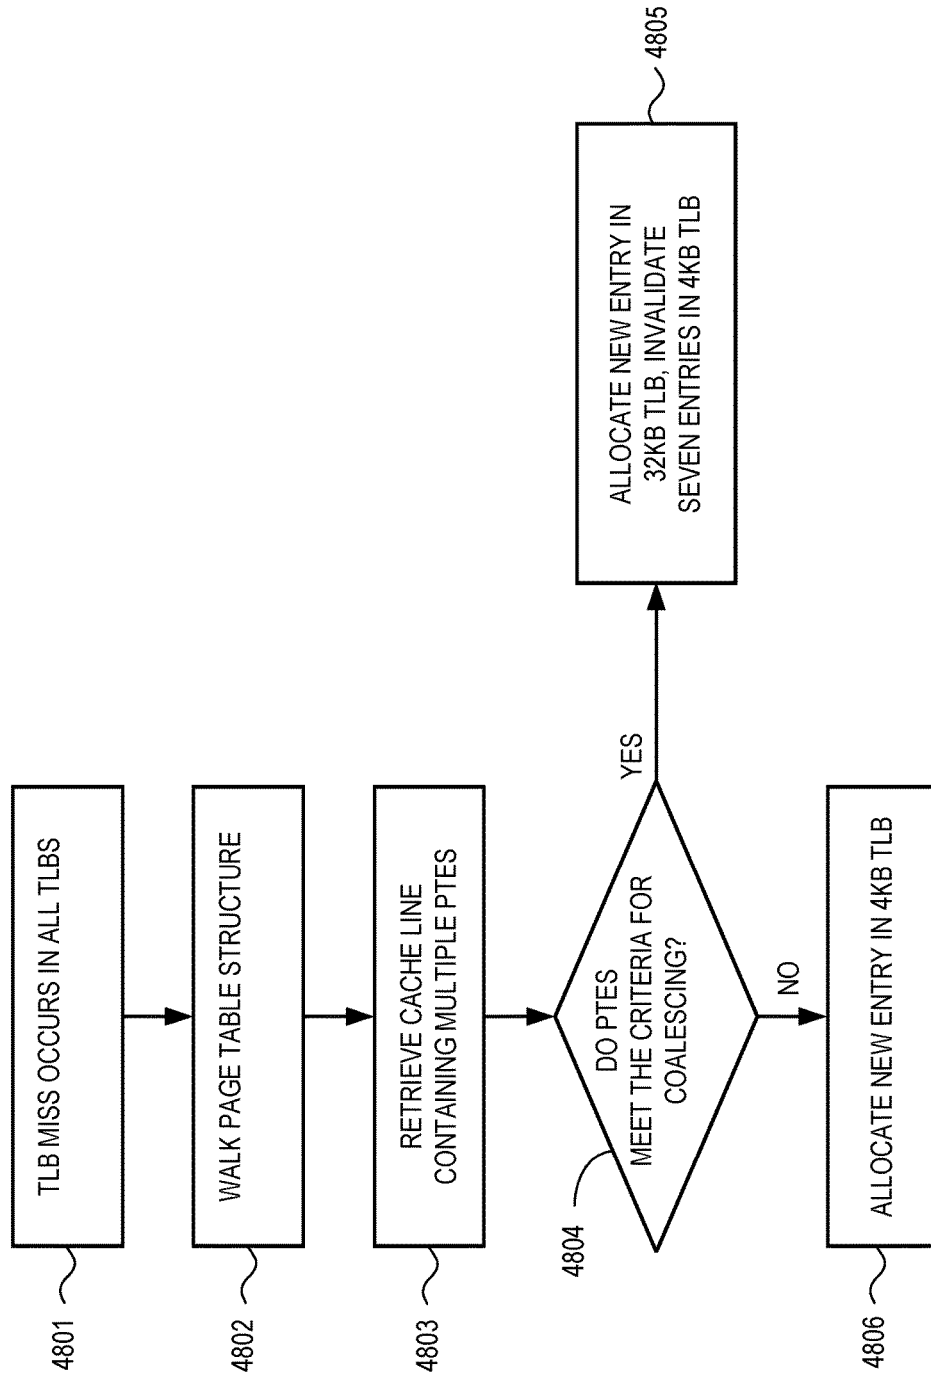 4801
TLB MISS OCCURS IN ALL TLBS
4802
WALK PAGE TABLE STRUCTURE
4803
RETRIEVE CACHE LINE
CONTAINING MULTIPLE PTES
4804
DO PTES
MEET THE CRITERIA FOR
COALESCING?
YES
NO
4805
ALLOCATE NEW ENTRY IN
32KB TLB, INVALIDATE
SEVEN ENTRIES IN 4KB TLB
4806
ALLOCATE NEW ENTRY IN 4KB TLB